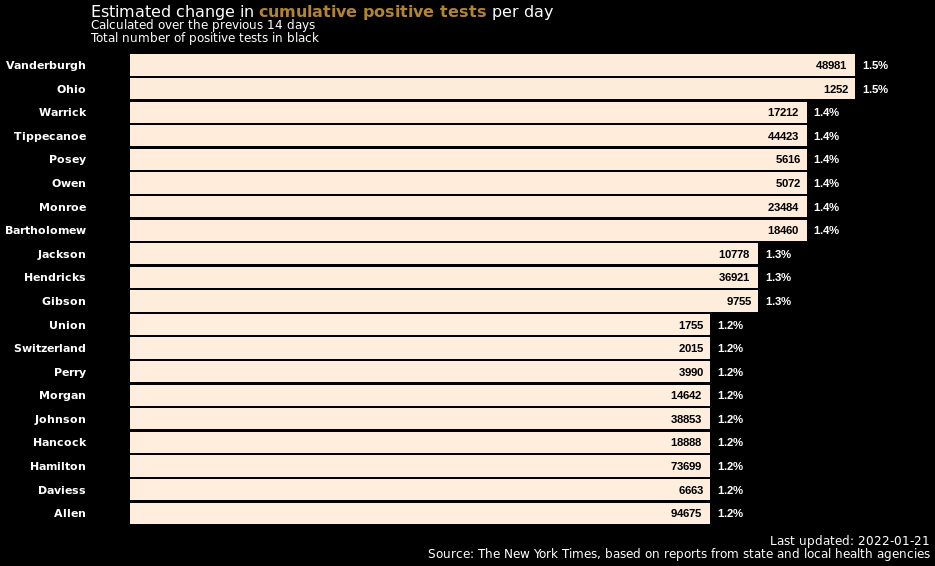 Estimated change in cumulative positive tests per day
Calculated over the previous 14 days
Total number of positive tests in black
Vanderburgh 48981 1.5%
Ohio 1252 1.5%
Warrick 17212 1.4%
Tippecanoe 44423 1.4%
Posey 5616 1.4%
Owen 5072 1.4%
Monroe 23484 1.4%
Bartholomew 18460 1.4%
Jackson 10778 1.3%
Hendricks 36921 1.3%
Gibson 9755 1.3%
Union 1755 1.2%
Switzerland 2015 1.2%
Perry 3990 1.2%
Morgan 14642 1.2%
Johnson 38853 1.2%
Hancock 18888 1.2%
Hamilton 73699 1.2%
Daviess 6663 1.2%
Allen 94675 1.2%
Last updated: 2022-01-21
Source: The New York Times, based on reports from state and local health agencies